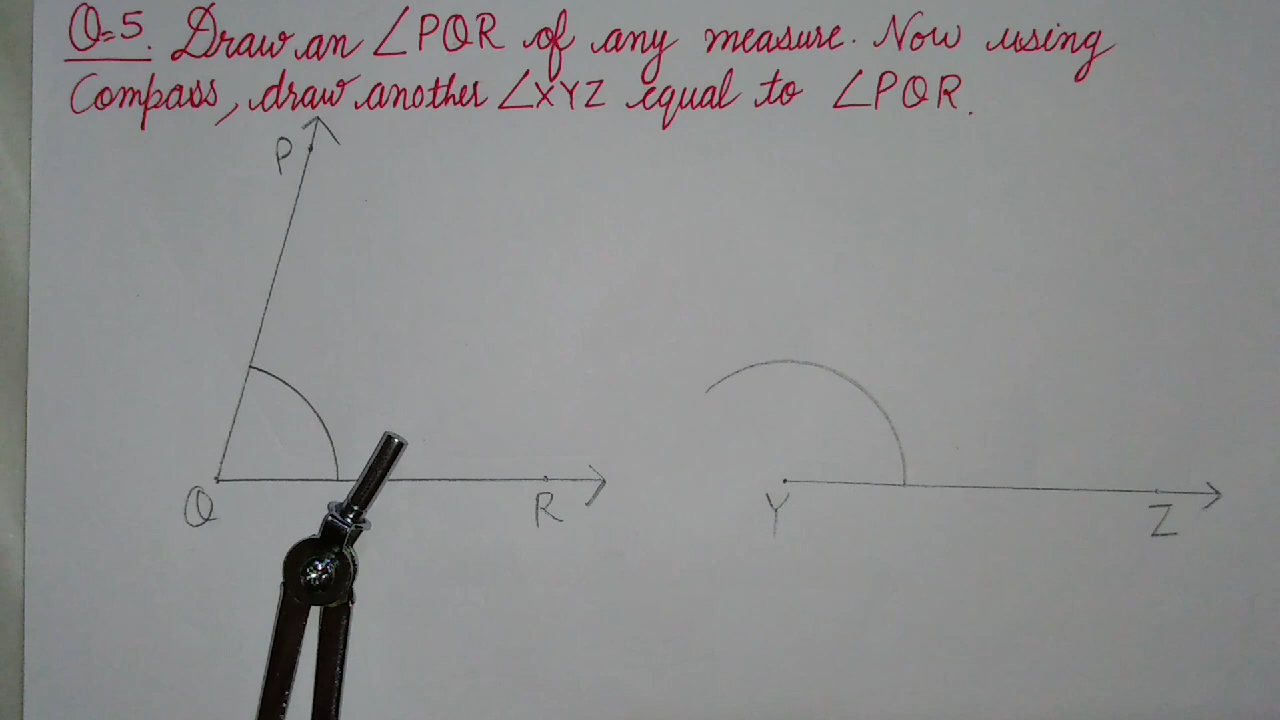 Q-5. Draw an ∠PQR of any measure. Now using
Compass, draw another ∠XYZ equal to ∠PQR.
P
Q
R
Y
Z